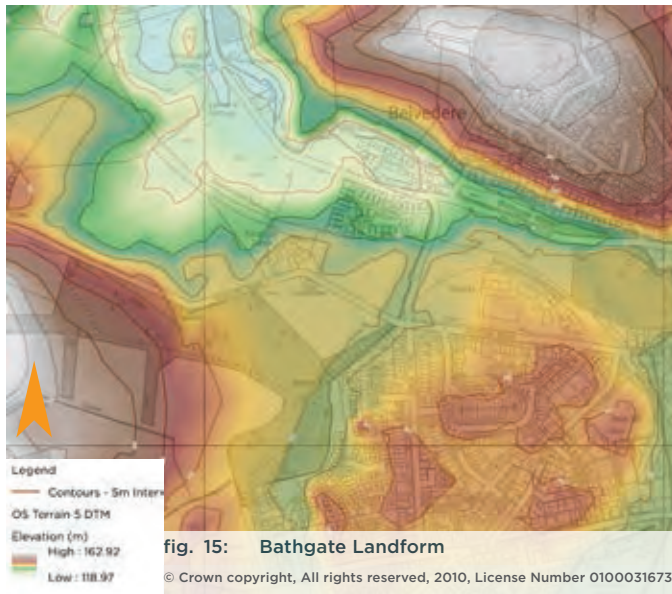 Belvedere
Legend
Contours - 5m Interv
OS Terrain 5 DTM
Elevation (m)
High : 162.92
Low : 118.97
fig. 15: Bathgate Landform
© Crown copyright, All rights reserved, 2010, License Number 0100031673